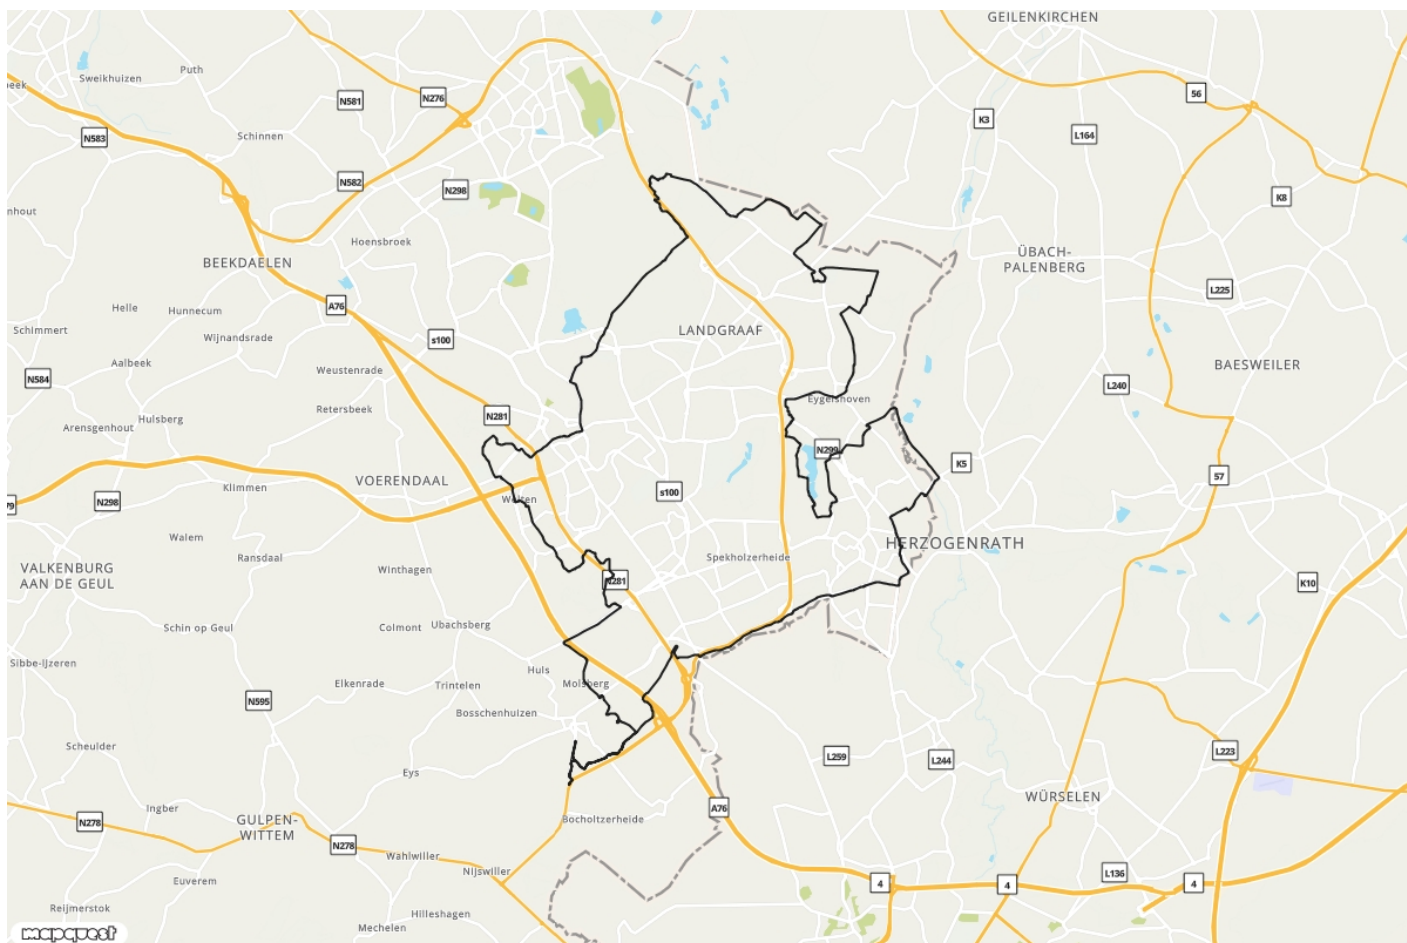 GEILENKIRCHEN
Puth
Sweikhuizen
N276
N581
56
K3
N583
Schinnen
L164
N582
N298
K8
Hoensbroek
BEEKDAELEN
ÜBACH-
PALENBERG
L225
Helle
Hunnecum
A76
Schimmert
LANDGRAAF
Wijnandsrade
s100
Aalbeek
BAESWEILER
Weustenrade
N584
L240
Eygelshoven
Retersbeek
N281
Hulsberg
Arensgenhout
N299
K5
VOERENDAAL
57
Klimmen
s100
N298
Welten
Walem
HERZOGENRATH
Ransdaal
Spekholzerheide
VALKENBURG
AAN DE GEUL
Winthagen
N281
K10
Schin op Geul
Colmont
Ubachsberg
Sibbe-IJzeren
Huls
Elkenrade
Trintelen
Molsberg
N595
Bosschenhuizen
Scheulder
L223
L259
L244
Eys
WÜRSELEN
Ingber
A76
N278
GULPEN-
WITTEM
Bocholtzerheide
N278
Wahlwiller
Nijswiller
L136
Euverem
4
4
4
Reijmerstok
Hilleshagen
Mechelen
mapquest